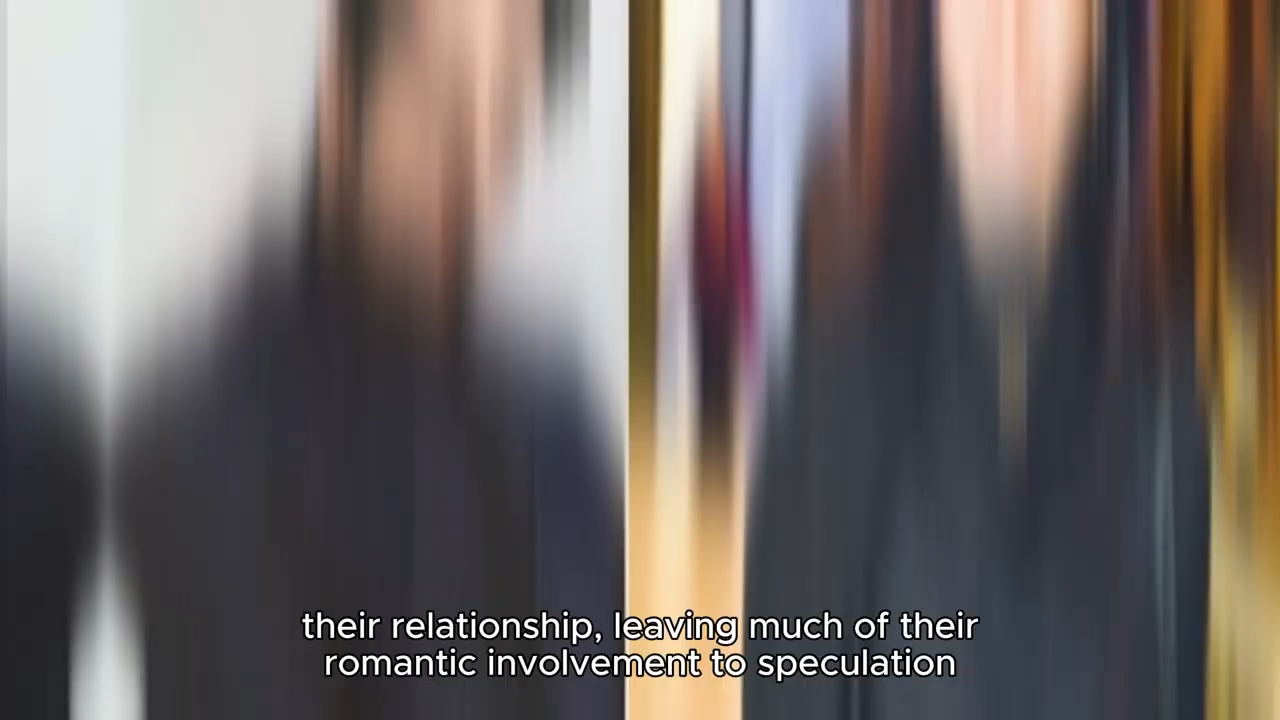 their relationship, leaving much of their
romantic involvement to speculation